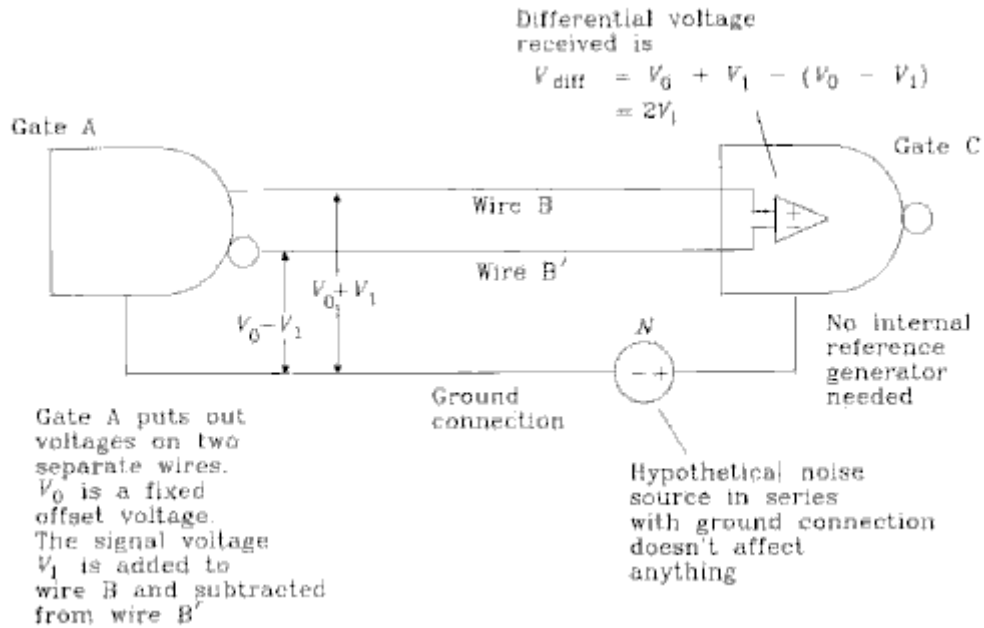 Differential voltage
received is
V diff = V0 + V1 - (V0 - V1)
= 2V1
Gate A
Gate C
Wire B
Wire B′
V0+V1
V0-V1
N
- +
+
-
No internal
reference
generator
needed
Ground
connection
Gate A puts out
voltages on two
separate wires.
V0 is a fixed
offset voltage.
The signal voltage
V1 is added to
wire B and subtracted
from wire B′
Hypothetical noise
source in series
with ground connection
doesn't affect
anything